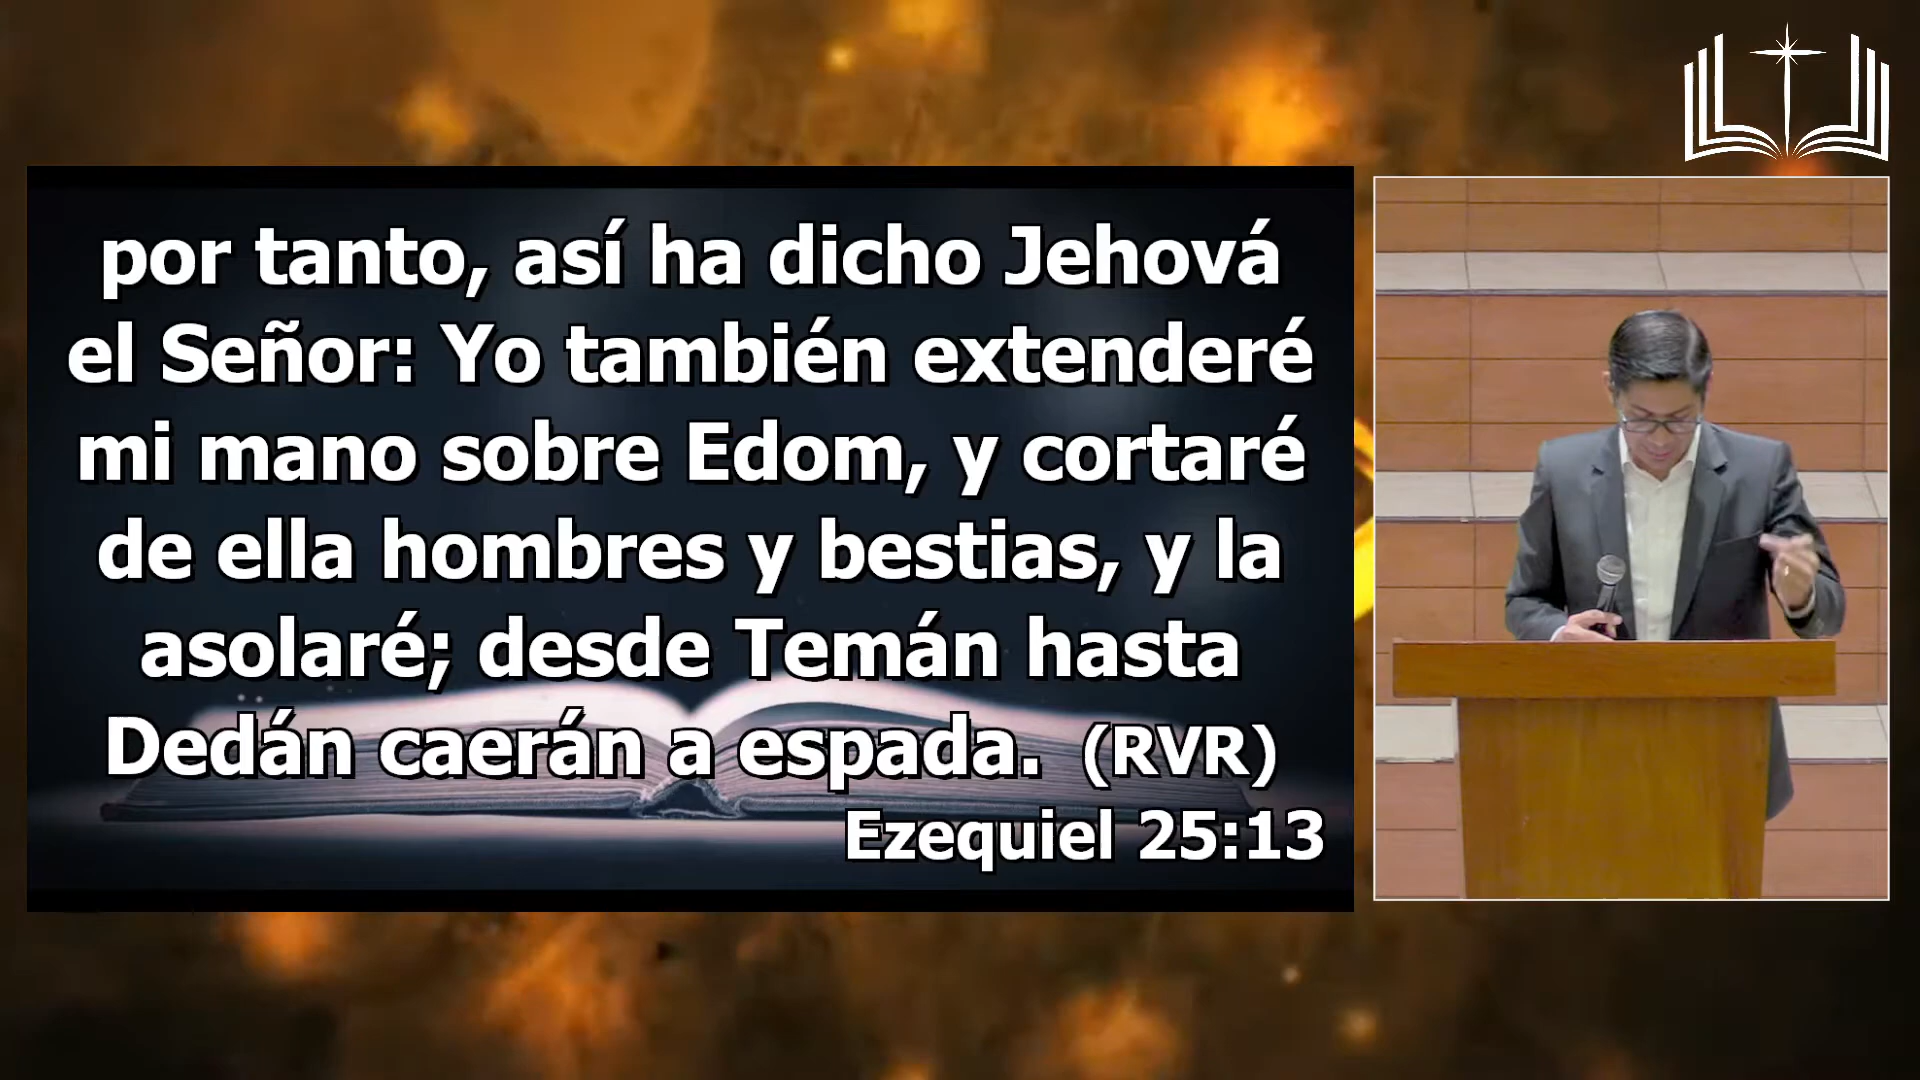 por tanto, así ha dicho Jehová
el Señor: Yo también extenderé
mi mano sobre Edom, y cortaré
de ella hombres y bestias, y la
asolaré; desde Temán hasta
Dedán caerán a espada. (RVR)
Ezequiel 25:13